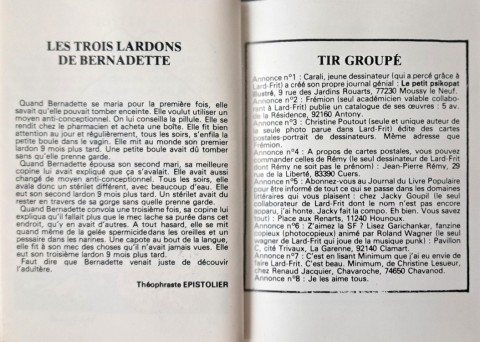 LES TROIS LARDONS
DE BERNADETTE
Quand Bernadette se maria pour la première fois, elle
savait qu'elle pouvait tomber enceinte. Elle voulut utiliser un
moyen anti-conceptionnel. On lui conseilla la pilule. Elle se
rendit chez le pharmacien et acheta une boîte. Elle fit bien
attention au jour et régulièrement, tous les soirs, s'enfila la
petite boule dans le vagin. Elle mit au monde son premier
lardon 9 mois plus tard. Une petite boule avait dû tomber
sans qu'elle prenne garde.
Quand Bernadette épousa son second mari, sa meilleure
copine lui avait expliqué que ça s'avalait. Elle avait aussi
changé de moyen anti-conceptionnel. Tous les soirs, elle
avala donc un stérilet différent, avec beaucoup d'eau. Elle
eut son second lardon 9 mois plus tard. Un stérilet avait dû
rester en travers de sa gorge sans quelle prenne garde.
Quand Bernadette convola une troisième fois, sa copine lui
expliqua qu'il fallait plus que le mec lache se purée dans cet
endroit, qu'y en avait d'autres. A tout hasard, elle se mit
quand même de la gelée spermicide dans les oreilles et un
pessaire dans les narines. Une capote au bout de la langue,
elle fit à son mec des choses qu'il n'avait jamais vues. Elle
eut son troisième lardon 9 mois plus tard.
Faut dire que Bernadette venait juste de découvrir
l'adultère.
Théophraste EPISTOLIER
TIR GROUPÉ
Annonce n°1 : Carali, jeune dessinateur (qui a percé grâce à
Lard-Frit) a créé son propre journal génial : Le petit psikopat
illustré, 9 rue des Jardins Rouarts, 77230 Moussy le Neuf.
Annonce n°2 : Frémion (seul académicien valable collabo-
rant à Lard-Frit) publie un catalogue de ses œuvres : 5 av.
de la Résidence, 92160 Antony.
Annonce n°3 : Christine Poutout (seule et unique auteur de
la seule photo parue dans Lard-Frit) édite des cartes
postales-portrait de dessinateurs. Même adresse que
Frémion.
Annonce n°4 : A propos de cartes postales, vous pouvez
commander celles de Rémy (le seul dessinateur de Lard-Frit
dont le nom est Rémy ne soit pas le prénom) : Jean-Pierre Rémy, 29
rue de la Liberté, 83390 Cuers.
Annonce n°5 : Abonnez-vous au Journal du Livre Populaire
pour être informé de tout ce qui se passe dans les domaines
littéraires qui vous plaisent : chez Jacky Goupil (le seul
collaborateur de Lard-Frit dont le nom n'est pas encore
apparu, j'ai honte. Jacky fait la compo. Eh bien. Vous savez
tout) : Place aux Renarts, 11240 Hounoux.
Annonce n°6 : Z'aimez la SF ? Lisez Garichankar, fanzine
copieux (photocopieux) animé par Roland Wagner (le seul
wagner de Lard-Frit qui joue de la musique punk) : Pavillon
C, cité Trivaux, La Garenne, 92140 Clamart.
Annonce n°7 : C'est en lisant Minimum que j'ai eu envie de
faire Lard-Frit. C'est beau. Minimum, de Christine Lesueur,
chez Renaud Jacquier, Chavaroche, 74650 Chavanod.
Annonce n°8 : Je les aime tous.